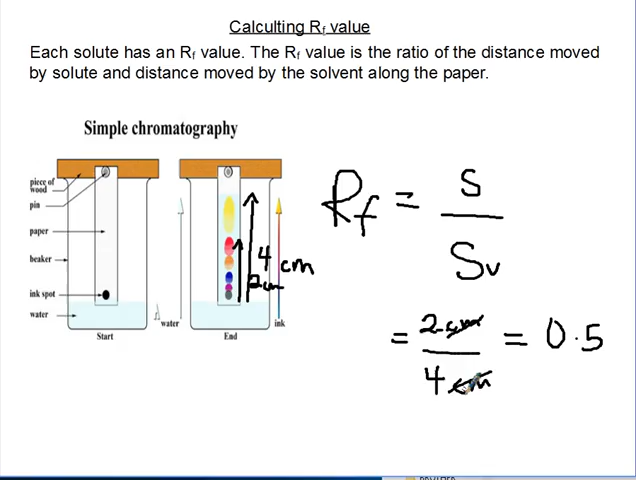 Calculting Rf value
Each solute has an Rf value. The Rf value is the ratio of the distance moved
by solute and distance moved by the solvent along the paper.
Simple chromatography
piece of
wood
pin
paper
beaker
ink spot
water
Start
water
End
ink
4 cm
2cm
Rf = s / Sv
= 2cm / 4cm = 0.5